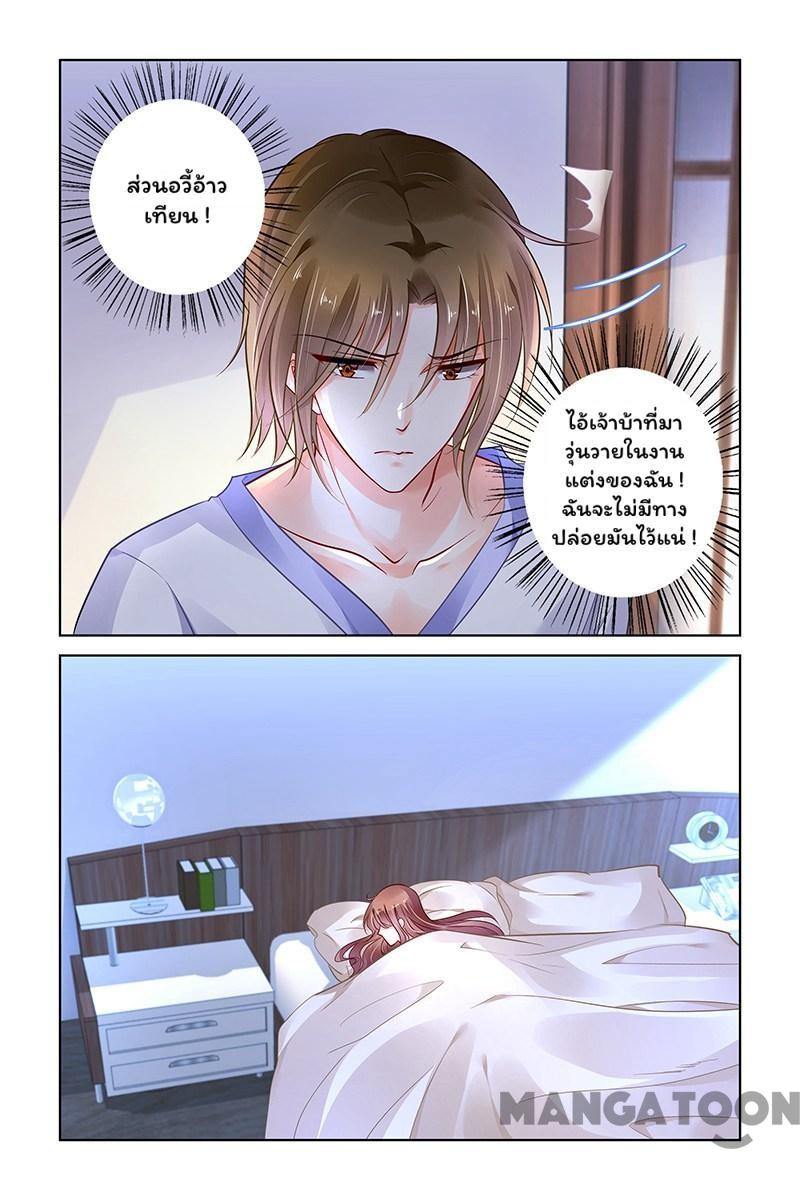 ส่วนอวี้อ้าว
เทียน !
ไอ้เจ้าบ้าที่มา
วุ่นวายในงาน
แต่งของฉัน !
ฉันจะไม่มีทาง
ปล่อยมันไว้แน่ !
MANGATOON